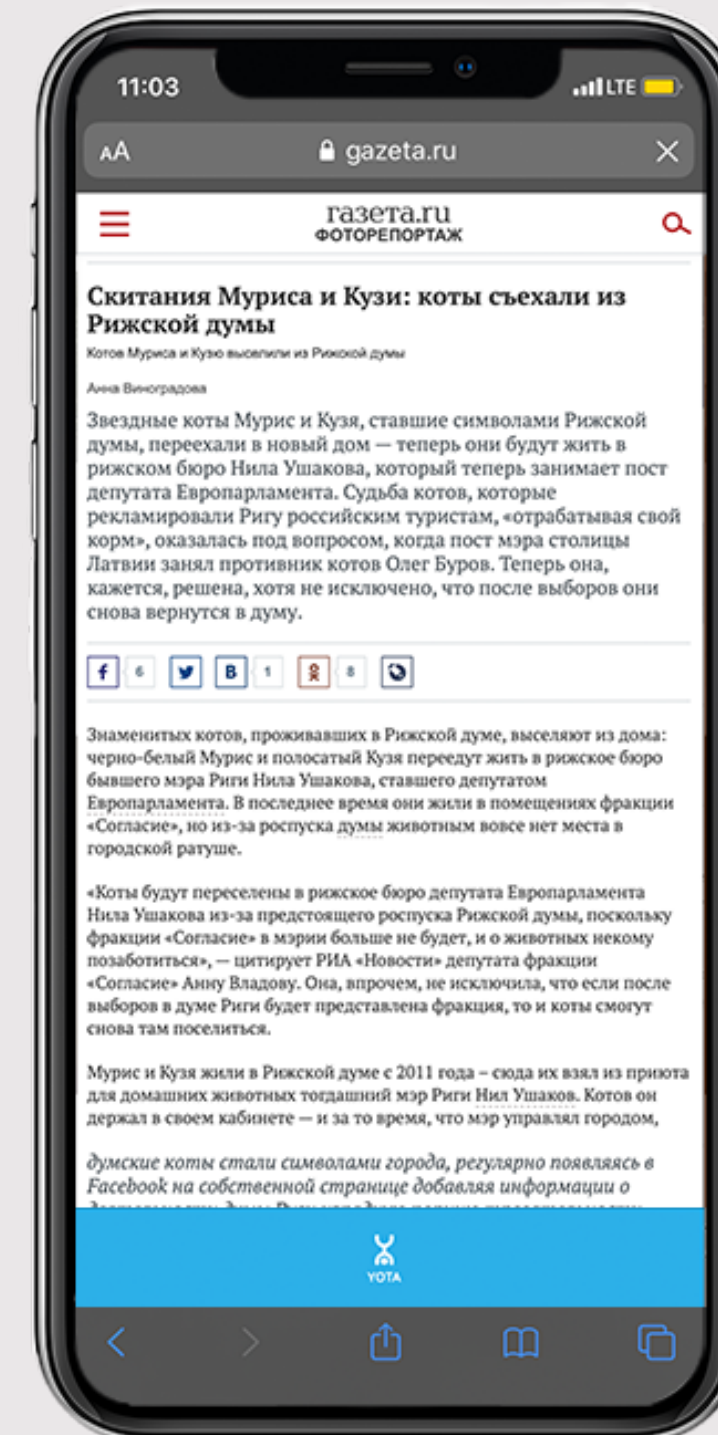 11:03
LTE
AA
gazeta.ru
газета.ru
ФОТОРЕПОРТАЖ
Скитания Муриса и Кузи: коты съехали из
Рижской думы
Котов Муриса и Кузю выселили из Рижской думы
Анна Виноградова
Звездные коты Мурис и Кузя, ставшие символами Рижской
думы, переехали в новый дом — теперь они будут жить в
рижском бюро Нила Ушакова, который теперь занимает пост
депутата Европарламента. Судьба котов, которые
рекламировали Ригу российским туристам, «отрабатывая свой
корм», оказалась под вопросом, когда пост мэра столицы
Латвии занял противник котов Олег Буров. Теперь она,
кажется, решена, хотя не исключено, что после выборов они
снова вернутся в думу.
f 6 B 1 8
Знаменитых котов, проживавших в Рижской думе, выселяют из дома:
черно-белый Мурис и полосатый Кузя переедут жить в рижское бюро
бывшего мэра Риги Нила Ушакова, ставшего депутатом
Европарламента. В последнее время они жили в помещениях фракции
«Согласие», но из-за роспуска думы животным вовсе нет места в
городской ратуше.
«Коты будут переселены в рижское бюро депутата Европарламента
Нила Ушакова из-за предстоящего роспуска Рижской думы, поскольку
фракции «Согласие» в мэрии больше не будет, и о животных некому
позаботиться», — цитирует РИА «Новости» депутата фракции
«Согласие» Анну Владову. Она, впрочем, не исключила, что если после
выборов в думе Риги будет представлена фракция, то и коты смогут
снова там поселиться.
Мурис и Кузя жили в Рижской думе с 2011 года – сюда их взял из приюта
для домашних животных тогдашний мэр Риги Нил Ушаков. Котов он
держал в своем кабинете — и за то время, что мэр управлял городом,
думские коты стали символами города, регулярно появляясь в
Facebook на собственной странице добавляя информации о
YOTA